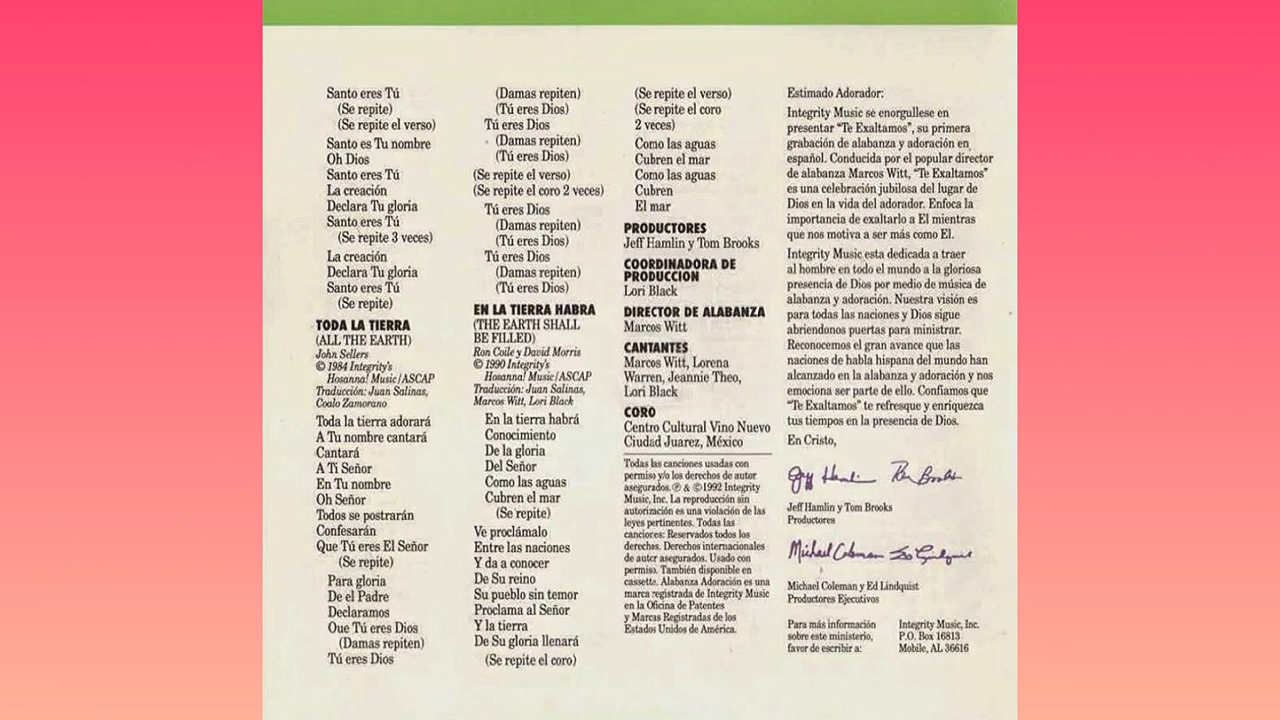 Santo eres Tú
(Se repite)
(Se repite el verso)
Santo es Tu nombre
Oh Dios
Santo eres Tú
La creación
Declara Tu gloria
Santo eres Tú
(Se repite 3 veces)
La creación
Declara Tu gloria
Santo eres Tú
(Se repite)
TODA LA TIERRA
(ALL THE EARTH)
John Sellers
© 1984 Integrity's
Hosanna! Music/ASCAP
Traducción: Juan Salinas,
Coalo Zamorano
Toda la tierra adorará
A Tu nombre cantará
Cantará
A Ti Señor
En Tu nombre
Oh Señor
Todos se postrarán
Confesarán
Que Tú eres El Señor
(Se repite)
Para gloria
De el Padre
Declaramos
Que Tú eres Dios
(Damas repiten)
Tú eres Dios
(Damas repiten)
(Tú eres Dios)
Tú eres Dios
(Damas repiten)
(Tú eres Dios)
(Se repite el verso)
(Se repite el coro 2 veces)
Tú eres Dios
(Damas repiten)
(Tú eres Dios)
Tú eres Dios
(Damas repiten)
(Tú eres Dios)
EN LA TIERRA HABRA
(THE EARTH SHALL
BE FILLED)
Ron Coile y David Morris
© 1990 Integrity's
Hosanna! Music/ASCAP
Traducción: Juan Salinas,
Marcos Witt, Lori Black
En la tierra habrá
Conocimiento
De la gloria
Del Señor
Como las aguas
Cubren el mar
(Se repite)
Ve proclámalo
Entre las naciones
Y da a conocer
De Su reino
Su pueblo sin temor
Proclama al Señor
Y la tierra
De Su gloria llenará
(Se repite el coro)
(Se repite el verso)
(Se repite el coro
2 veces)
Como las aguas
Cubren el mar
Como las aguas
Cubren
El mar
PRODUCTORES
Jeff Hamlin y Tom Brooks
COORDINADORA DE
PRODUCCION
Lori Black
DIRECTOR DE ALABANZA
Marcos Witt
CANTANTES
Marcos Witt, Lorena
Warren, Jeannie Theo,
Lori Black
CORO
Centro Cultural Vino Nuevo
Ciudad Juarez, México
Todas las canciones usadas con
permiso y/o los derechos de autor
asegurados. ℗ & ©1992 Integrity
Music, Inc. La reproducción sin
autorización es una violación de las
leyes pertinentes. Todas las
canciores: Reservados todos los
derechos. Derechos internacionales
de autcr asegurados. Usado con
permiso. También disponible en
cassette. Alabanza Adoración es una
marca registrada de Integrity Music
en la Oficina de Patentes
y Marcas Registradas de los
Estados Unidos de América.
Estimado Adorador:
Integrity Music se enorgullese en
presentar "Te Exaltamos", su primera
grabación de alabanza y adoración en
español. Conducida por el popular director
de alabanza Marcos Witt, "Te Exaltamos"
es una celebración jubilosa del lugar de
Dios en la vida del adorador. Enfoca la
importancia de exaltarlo a El mientras
que nos motiva a ser más como El.
Integrity Music esta dedicada a traer
al hombre en todo el mundo a la gloriosa
presencia de Dios por medio de música de
alabanza y adoración. Nuestra visión es
para todas las naciones y Dios sigue
abriendonos puertas para ministrar.
Reconocemos el gran avance que las
naciones de habla hispana del mundo han
alcanzado en la alabanza y adoración y nos
emociona ser parte de ello. Confiamos que
"Te Exaltamos" te refresque y enriquezca
tus tiempos en la presencia de Dios.
En Cristo,
Jeff Hamlin Tom Brooks
Jeff Hamlin y Tom Brooks
Productores
Michael Coleman Ed Lindquist
Michael Coleman y Ed Lindquist
Productores Ejecutivos
Para más información
sobre este ministerio,
favor de escribir a:
Integrity Music, Inc.
P.O. Box 16813
Mobile, AL 36616